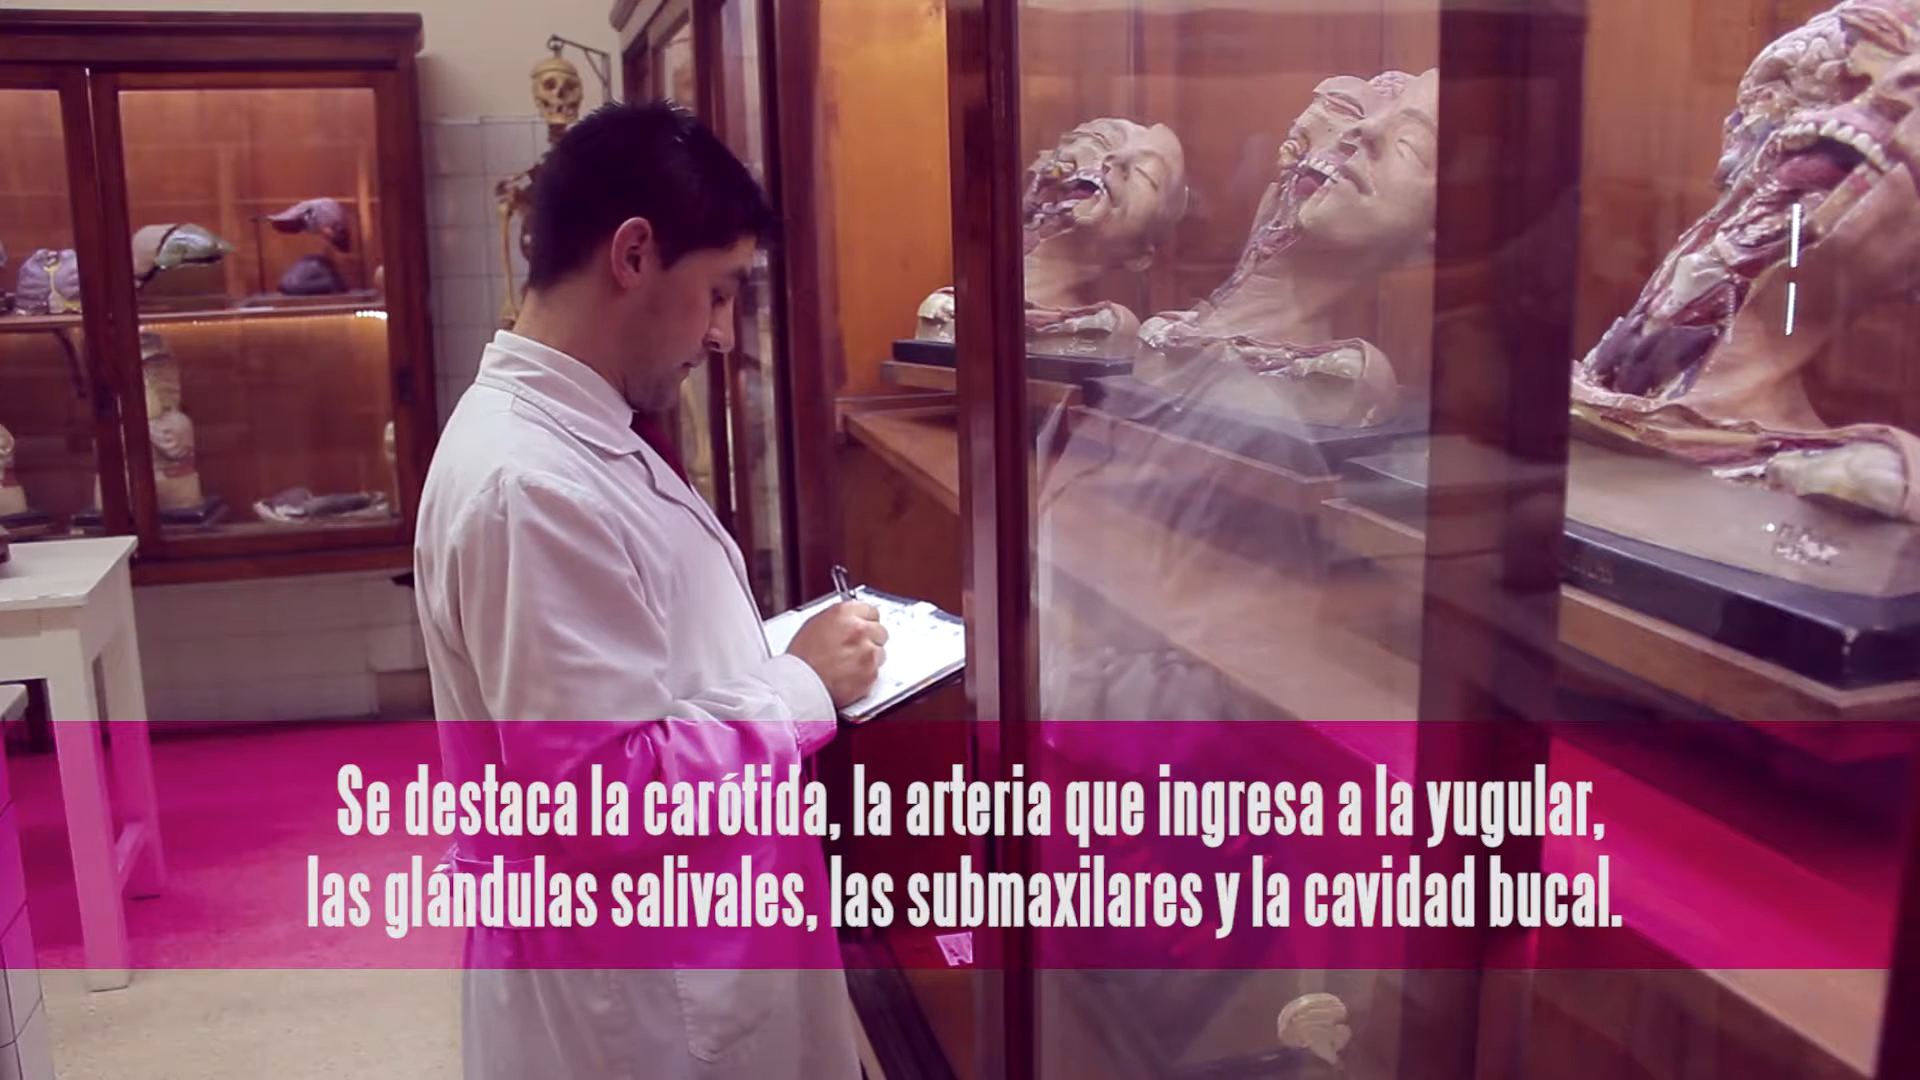 Se destaca la carótida, la arteria que ingresa a la yugular,
las glándulas salivales, las submaxilares y la cavidad bucal.